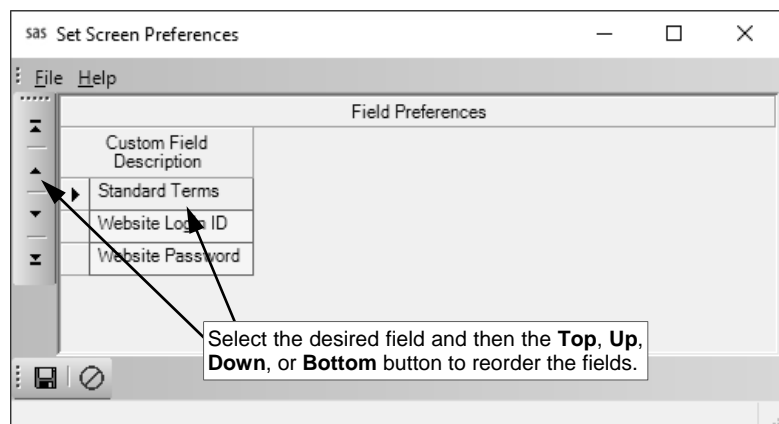 sas Set Screen Preferences
File Help
Field Preferences
Custom Field
Description
Standard Terms
Website Login ID
Website Password
Select the desired field and then the Top, Up,
Down, or Bottom button to reorder the fields.